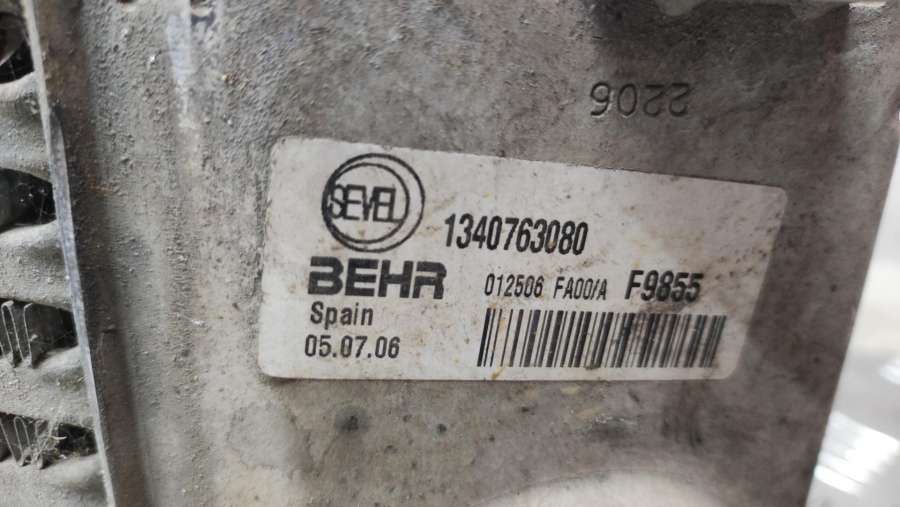 2206
SEVEL
1340763080
BEHR 012506 FA00/A F9855
Spain
05.07.06